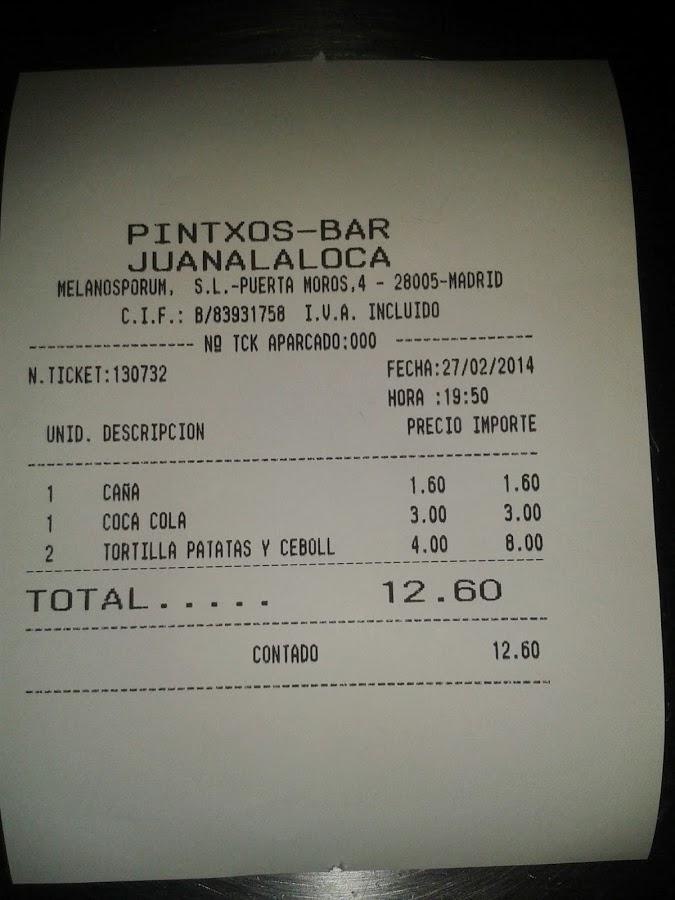 PINTXOS-BAR
JUANALALOCA
MELANOSPORUM, S.L.-PUERTA MOROS,4 - 28005-MADRID
C.I.F.: B/83931758 I.V.A. INCLUIDO
------------------ Nº TCK APARCADO:000 ---------------
N.TICKET:130732 FECHA:27/02/2014
HORA :19:50
UNID. DESCRIPCION PRECIO IMPORTE
1 CAÑA 1.60 1.60
1 COCA COLA 3.00 3.00
2 TORTILLA PATATAS Y CEBOLL 4.00 8.00
TOTAL..... 12.60
CONTADO 12.60